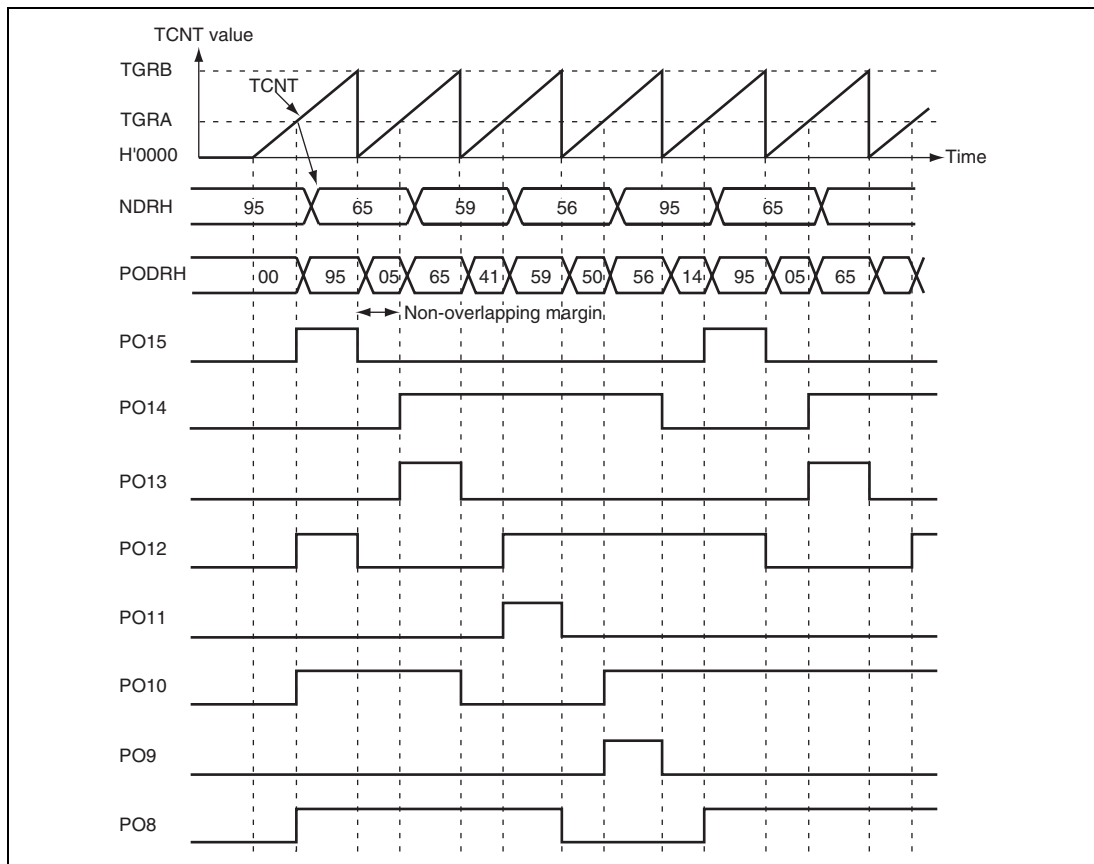 TCNT value
TGRB
TCNT
TGRA
H'0000
Time
NDRH 95 65 59 56 95 65
PODRH 00 95 05 65 41 59 50 56 14 95 05 65
Non-overlapping margin
PO15
PO14
PO13
PO12
PO11
PO10
PO9
PO8